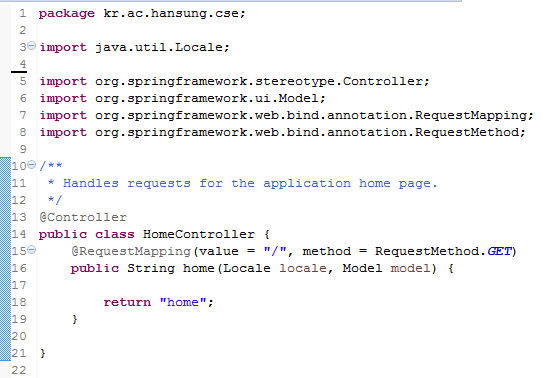 1 package kr.ac.hansung.cse;
2
3 import java.util.Locale;
4
5 import org.springframework.stereotype.Controller;
6 import org.springframework.ui.Model;
7 import org.springframework.web.bind.annotation.RequestMapping;
8 import org.springframework.web.bind.annotation.RequestMethod;
9
10 /**
11  * Handles requests for the application home page.
12  */
13 @Controller
14 public class HomeController {
15     @RequestMapping(value = "/", method = RequestMethod.GET)
16     public String home(Locale locale, Model model) {
17
18         return "home";
19     }
20
21 }
22